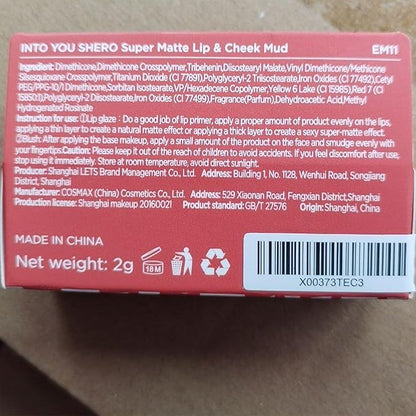 INTO YOU SHERO Super Matte Lip & Cheek Mud EM11
Ingredient: Dimethicone,Dimethicone Crosspolymer,Tribehenin,Diisostearyl Malate,Vinyl Dimethicone/Methicone
Silsesquioxane Crosspolymer,Titanium Dioxide (CI 77891),Polyglyceryl-2 Triisostearate,Iron Oxides (CI 77492),Cetyl
PEG/PPG-10/1 Dimethicone,Sorbitan Isostearate,VP/Hexadecene Copolymer,Yellow 6 Lake (CI 15985),Red 7 (CI
15850:1),Polyglyceryl-2 Diisostearate,Iron Oxides (CI 77499),Fragrance(Parfum),Dehydroacetic Acid,Methyl
Hydrogenated Rosinate
Instruction for use: ①Lip glaze: Do a good job of lip primer, apply a proper amount of product evenly on the lips,
applying a thin layer to create a natural matte effect or applying a thick layer to create a sexy super-matte effect.
②Blush: After applying the base makeup, apply a small amount of the product on the face and smudge evenly with
your fingertips.Caution: Please keep it out of the reach of children to avoid accidents. If you feel discomfort after use,
stop using it immediately. Store at room temperature, avoid direct sunlight.
Producer: Shanghai LETS Brand Management Co., Ltd. Address: Building 1, No. 1128, Wenhui Road, Songjiang
District, Shanghai
Manufacturer: COSMAX (China) Cosmetics Co., Ltd. Address: 529 Xiaonan Road, Fengxian District,Shanghai
Production license: Shanghai makeup 20160021 Product standard: GB/T 27576 Origin: Shanghai, China
MADE IN CHINA
Net weight: 2g
18M
X00373TEC3